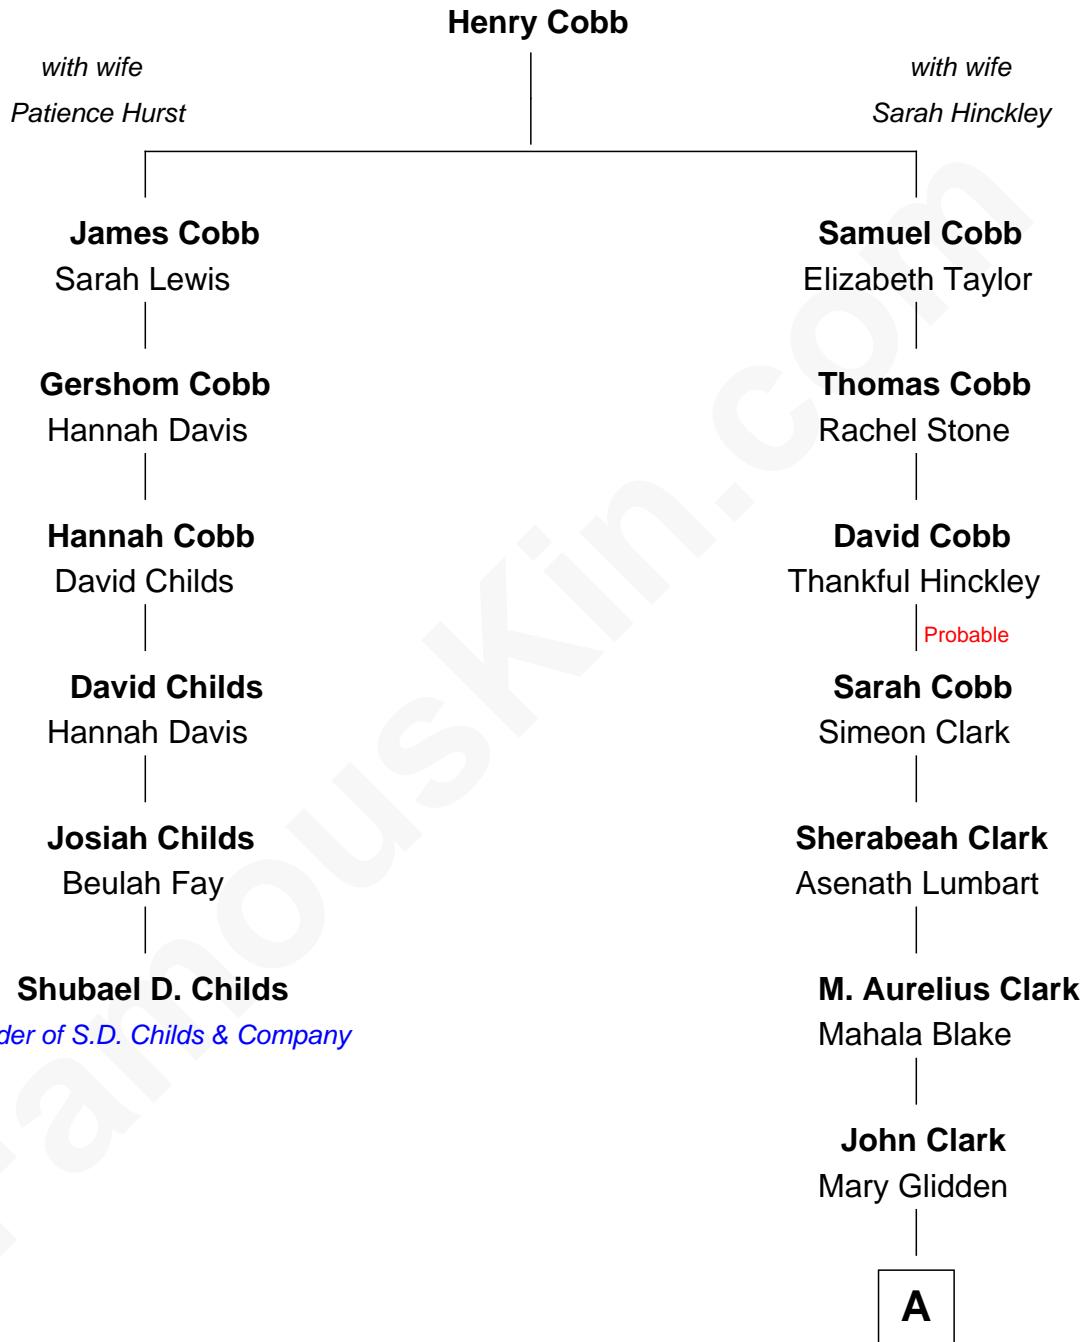 Henry Cobb
with wife
Patience Hurst
with wife
Sarah Hinckley
James Cobb
Sarah Lewis
Samuel Cobb
Elizabeth Taylor
Gershom Cobb
Hannah Davis
Thomas Cobb
Rachel Stone
Hannah Cobb
David Childs
David Cobb
Thankful Hinckley
Probable
David Childs
Hannah Davis
Sarah Cobb
Simeon Clark
Josiah Childs
Beulah Fay
Sherabeah Clark
Asenath Lumbart
Shubael D. Childs
der of S.D. Childs & Company
M. Aurelius Clark
Mahala Blake
John Clark
Mary Glidden
A
FamousKin.com